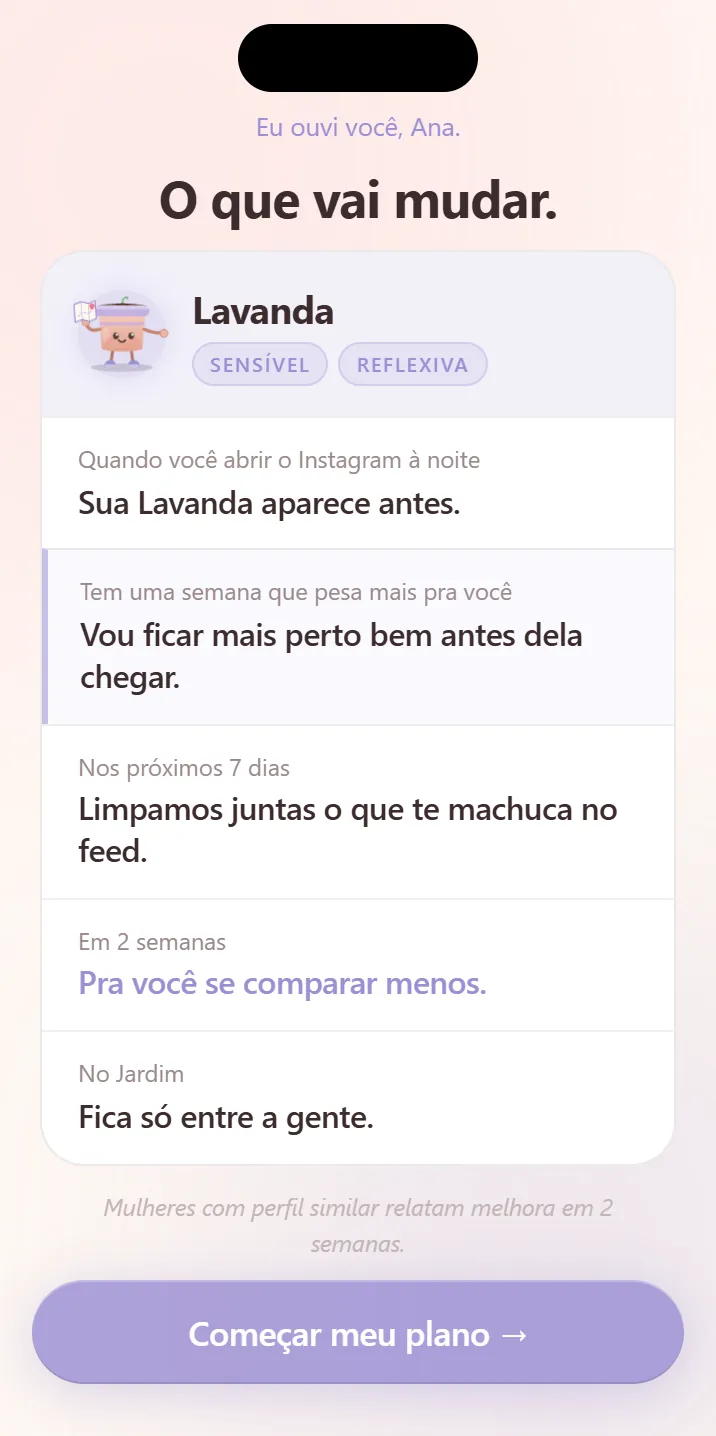 Eu ouvi você, Ana.
O que vai mudar.
Lavanda
SENSÍVEL REFLEXIVA
Quando você abrir o Instagram à noite
Sua Lavanda aparece antes.
Tem uma semana que pesa mais pra você
Vou ficar mais perto bem antes dela
chegar.
Nos próximos 7 dias
Limpamos juntas o que te machuca no
feed.
Em 2 semanas
Pra você se comparar menos.
No Jardim
Fica só entre a gente.
Mulheres com perfil similar relatam melhora em 2
semanas.
Começar meu plano →